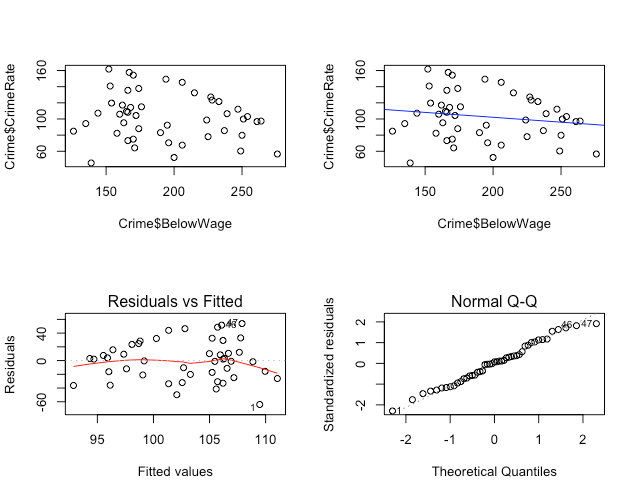 Crime$CrimeRate
60 100 160
150 200 250
Crime$BelowWage
Crime$CrimeRate
60 100 160
150 200 250
Crime$BelowWage
Residuals vs Fitted
Residuals
-60 0 40
47
1
95 100 105 110
Fitted values
Normal Q-Q
Standardized residuals
-2 0 1 2
46 47
1
-2 -1 0 1 2
Theoretical Quantiles